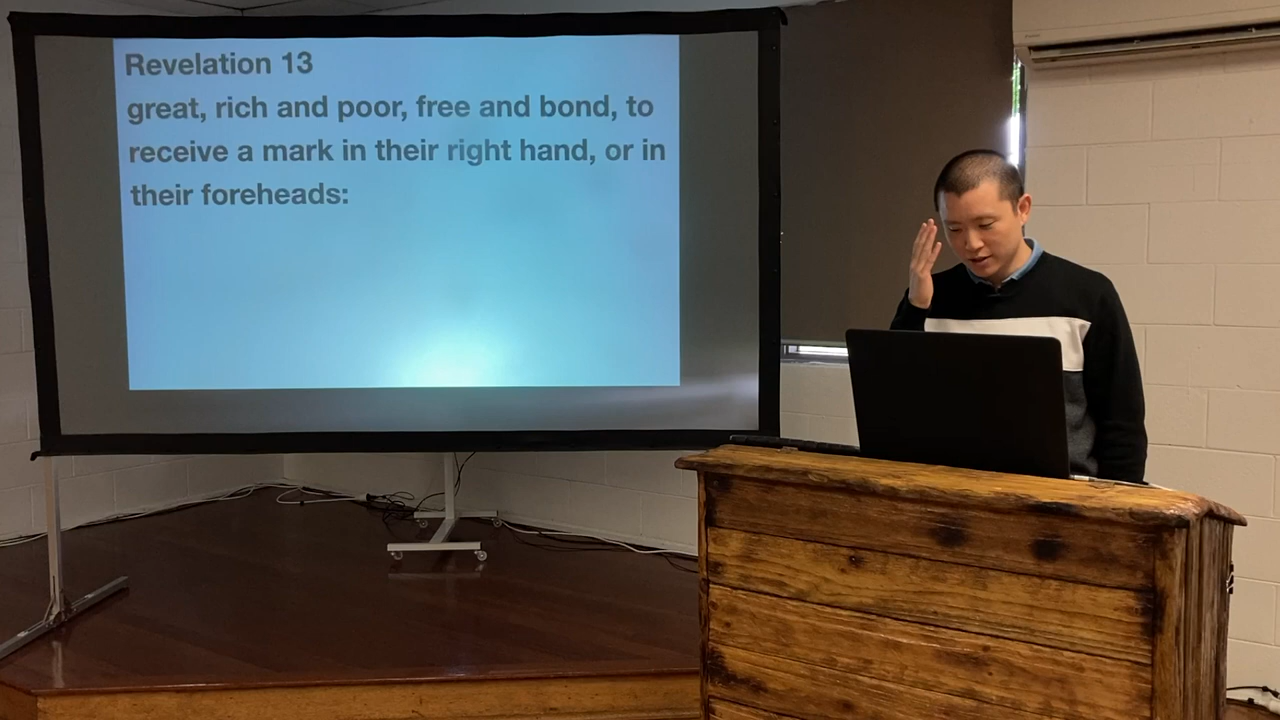 Revelation 13
great, rich and poor, free and bond, to
receive a mark in their right hand, or in
their foreheads: